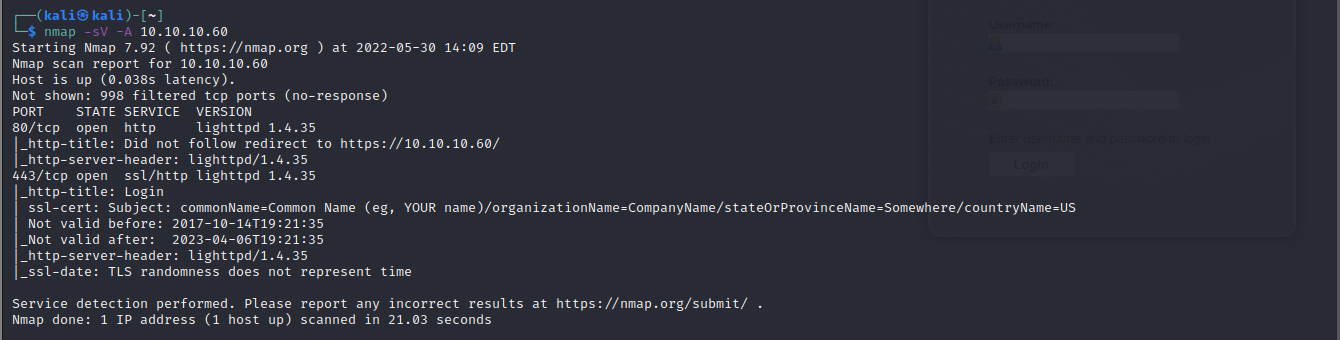 (kali㉿kali)-[~]
$ nmap -sV -A 10.10.10.60
Starting Nmap 7.92 ( https://nmap.org ) at 2022-05-30 14:09 EDT
Nmap scan report for 10.10.10.60
Host is up (0.038s latency).
Not shown: 998 filtered tcp ports (no-response)
PORT    STATE SERVICE  VERSION
80/tcp  open  http     lighttpd 1.4.35
|_http-title: Did not follow redirect to https://10.10.10.60/
|_http-server-header: lighttpd/1.4.35
443/tcp open  ssl/http lighttpd 1.4.35
|_http-title: Login
| ssl-cert: Subject: commonName=Common Name (eg, YOUR name)/organizationName=CompanyName/stateOrProvinceName=Somewhere/countryName=US
| Not valid before: 2017-10-14T19:21:35
|_Not valid after:  2023-04-06T19:21:35
|_http-server-header: lighttpd/1.4.35
|_ssl-date: TLS randomness does not represent time
Service detection performed. Please report any incorrect results at https://nmap.org/submit/ .
Nmap done: 1 IP address (1 host up) scanned in 21.03 seconds
Username:
Password:
Enter username and password to login.
Login